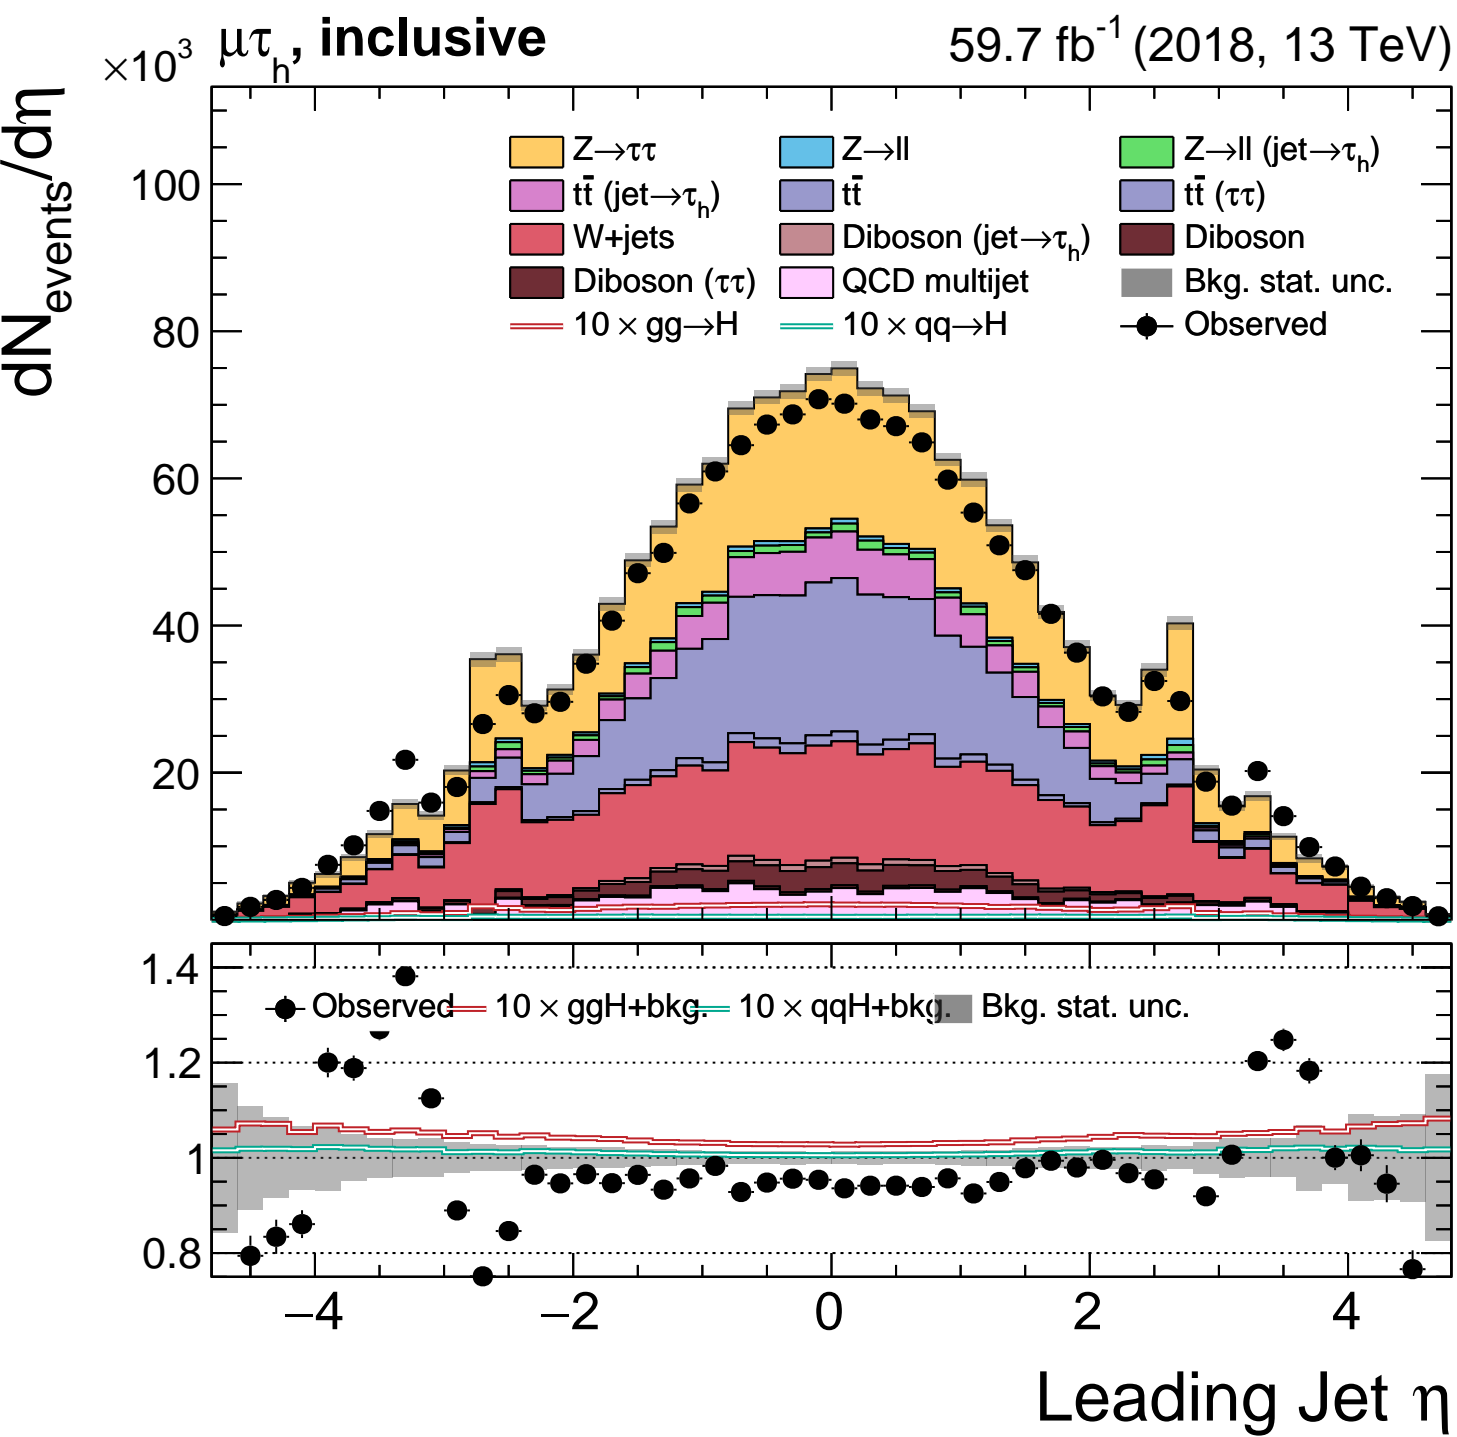 ×10³ μτₕ, inclusive 59.7 fb⁻¹ (2018, 13 TeV)
dN_events/dη
100
80
60
40
20
Z→ττ Z→ll Z→ll (jet→τₕ)
tt̄ (jet→τₕ) tt̄ tt̄ (ττ)
W+jets Diboson (jet→τₕ) Diboson
Diboson (ττ) QCD multijet Bkg. stat. unc.
10 × gg→H 10 × qq→H Observed
1.4
1.2
1
0.8
Observed 10 × ggH+bkg. 10 × qqH+bkg. Bkg. stat. unc.
−4 −2 0 2 4
Leading Jet η